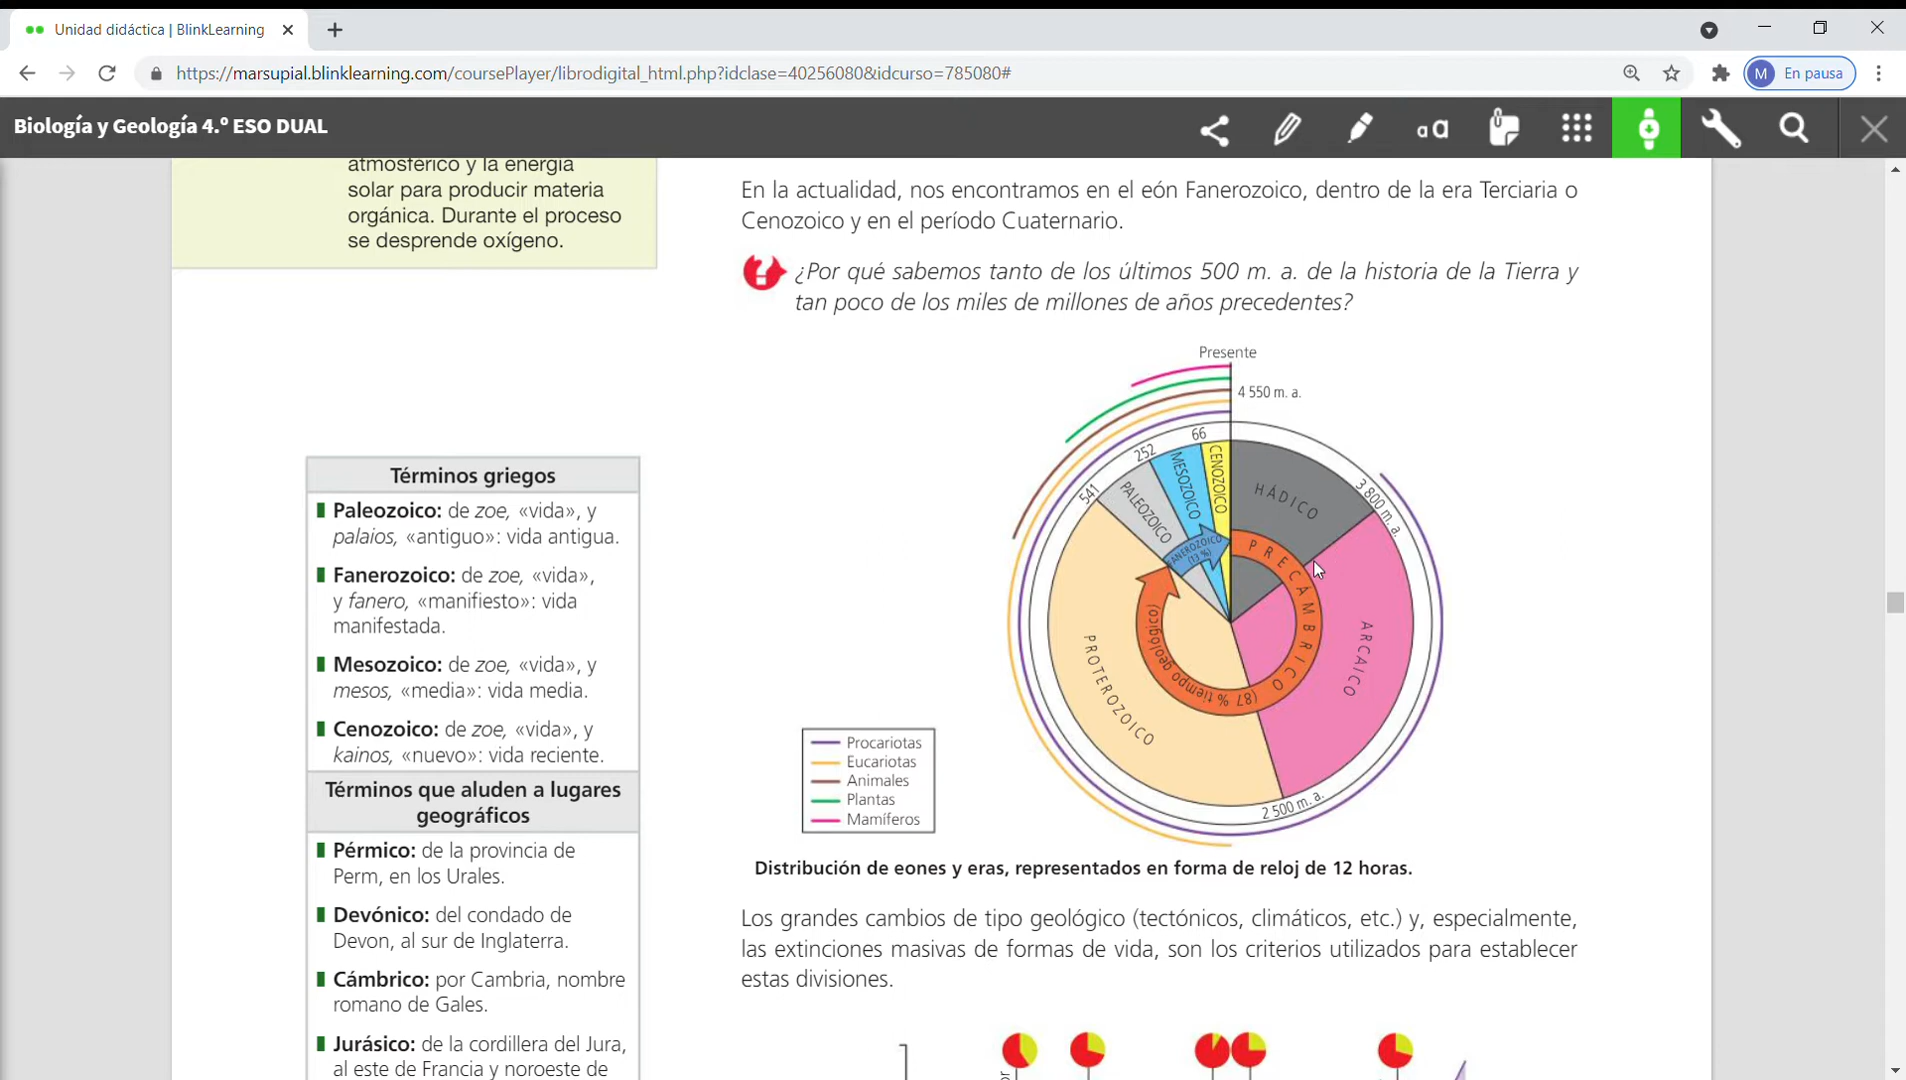 Unidad didáctica | BlinkLearning
https://marsupial.blinklearning.com/coursePlayer/librodigital_html.php?idclase=40256080&idcurso=785080#
M En pausa
Biología y Geología 4.º ESO DUAL
aa
atmosférico y la energía
solar para producir materia
orgánica. Durante el proceso
se desprende oxígeno.
Términos griegos
Paleozoico: de zoe, «vida», y
palaios, «antiguo»: vida antigua.
Fanerozoico: de zoe, «vida»,
y fanero, «manifiesto»: vida
manifestada.
Mesozoico: de zoe, «vida», y
mesos, «media»: vida media.
Cenozoico: de zoe, «vida», y
kainos, «nuevo»: vida reciente.
Términos que aluden a lugares
geográficos
Pérmico: de la provincia de
Perm, en los Urales.
Devónico: del condado de
Devon, al sur de Inglaterra.
Cámbrico: por Cambria, nombre
romano de Gales.
Jurásico: de la cordillera del Jura,
al este de Francia y noroeste de
En la actualidad, nos encontramos en el eón Fanerozoico, dentro de la era Terciaria o
Cenozoico y en el período Cuaternario.
¿Por qué sabemos tanto de los últimos 500 m. a. de la historia de la Tierra y
tan poco de los miles de millones de años precedentes?
Presente
4 550 m. a.
66
252
541
3 800 m. a.
2 500 m. a.
CENOZOICO
MESOZOICO
PALEOZOICO
HÁDICO
ARCAICO
PROTEROZOICO
FANEROZOICO
(13 %)
PRECÁMBRICO
(87 % tiempo geológico)
Procariotas
Eucariotas
Animales
Plantas
Mamíferos
Distribución de eones y eras, representados en forma de reloj de 12 horas.
Los grandes cambios de tipo geológico (tectónicos, climáticos, etc.) y, especialmente,
las extinciones masivas de formas de vida, son los criterios utilizados para establecer
estas divisiones.